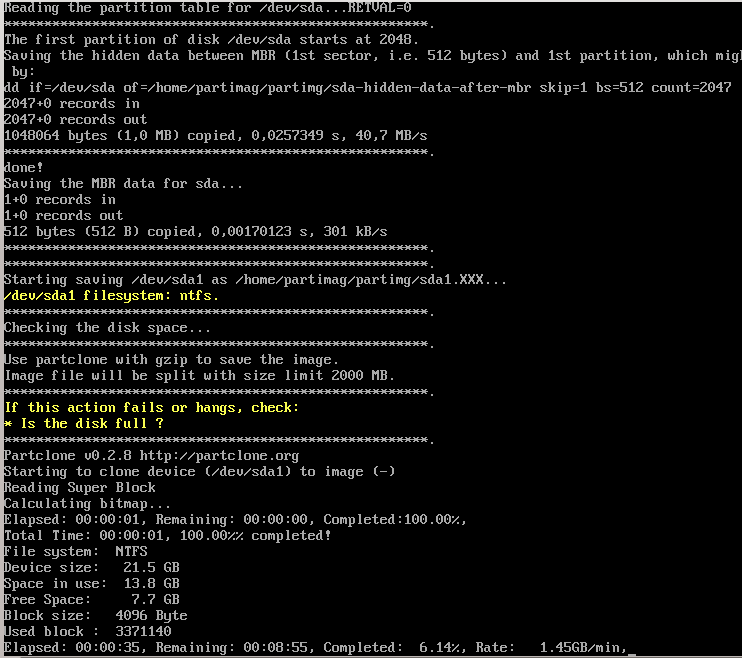 Reading the partition table for /dev/sda...RETVAL=0
*****************************************************.
The first partition of disk /dev/sda starts at 2048.
Saving the hidden data between MBR (1st sector, i.e. 512 bytes) and 1st partition, which
by:
dd if=/dev/sda of=/home/partimag/partimg/sda-hidden-data-after-mbr skip=1 bs=512 count=2047
2047+0 records in
2047+0 records out
1048064 bytes (1,0 MB) copied, 0,0257349 s, 40,7 MB/s
*****************************************************.
done!
Saving the MBR data for sda...
1+0 records in
1+0 records out
512 bytes (512 B) copied, 0,00170123 s, 301 kB/s
*****************************************************.
*****************************************************.
Starting saving /dev/sda1 as /home/partimag/partimg/sda1.XXX...
/dev/sda1 filesystem: ntfs.
*****************************************************.
Checking the disk space...
*****************************************************.
Use partclone with gzip to save the image.
Image file will be split with size limit 2000 MB.
*****************************************************.
If this action fails or hangs, check:
* Is the disk full ?
*****************************************************.
Partclone v0.2.8 http://partclone.org
Starting to clone device (/dev/sda1) to image (-)
Reading Super Block
Calculating bitmap...
Elapsed: 00:00:01, Remaining: 00:00:00, Completed:100.00%,
Total Time: 00:00:01, 100.00%% completed!
File system:  NTFS
Device size:   21.5 GB
Space in use:  13.8 GB
Free Space:     7.7 GB
Block size:   4096 Byte
Used block :  3371140
Elapsed: 00:00:35, Remaining: 00:08:55, Completed:  6.14%, Rate:   1.45GB/min,_